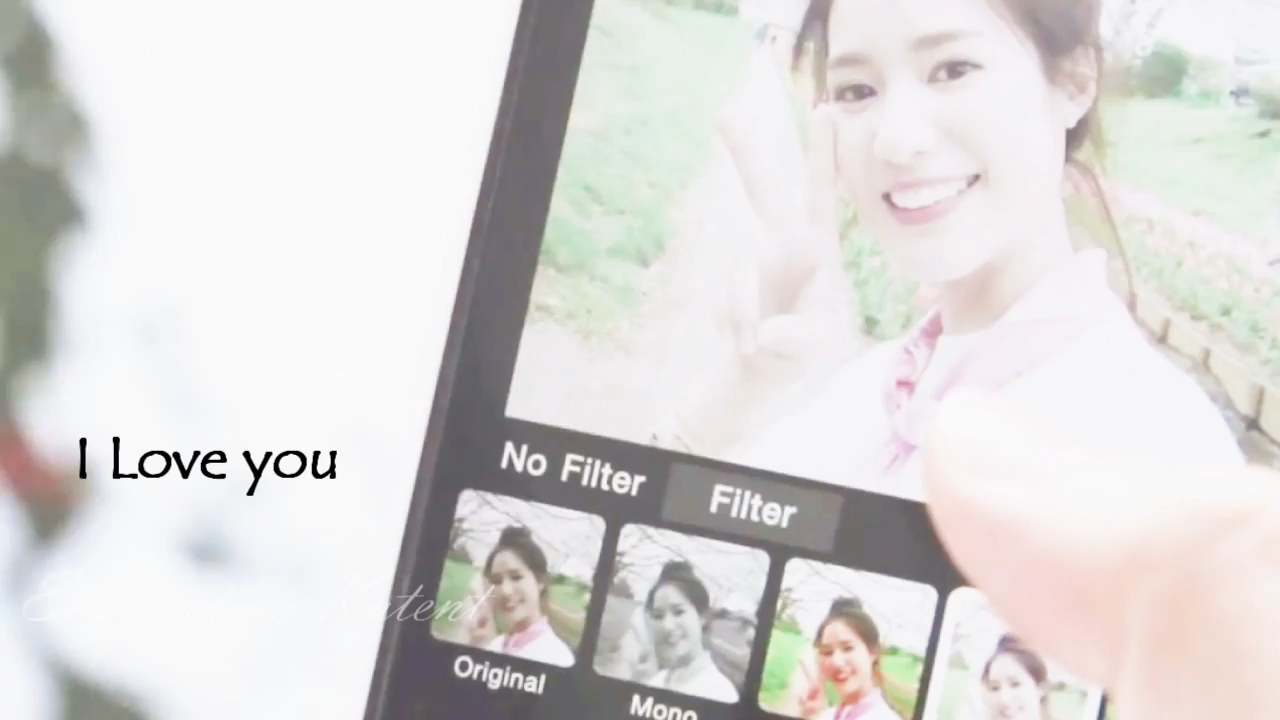 I Love you
No Filter
Filter
Original
Mono